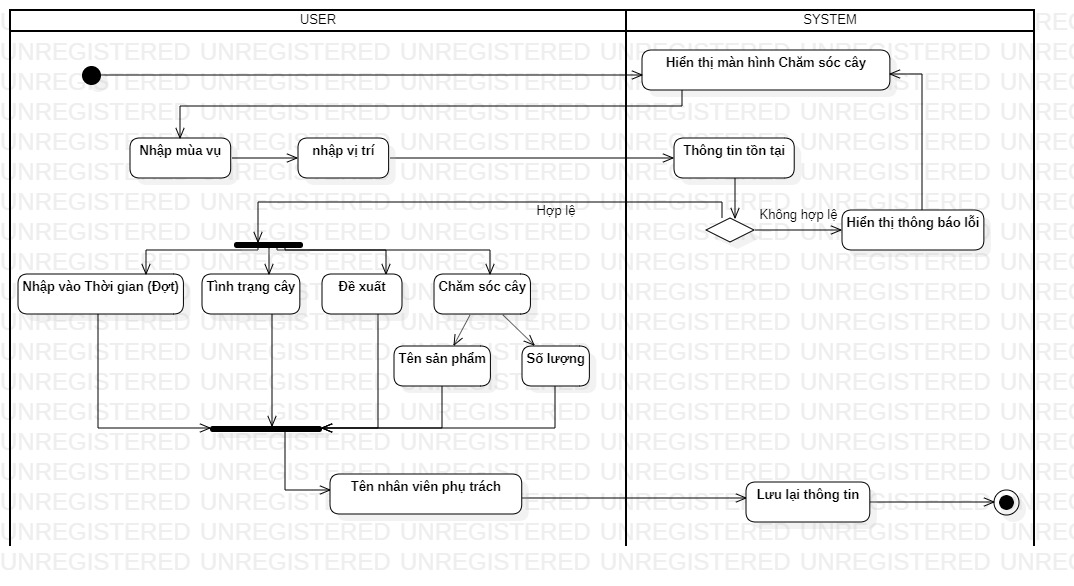 USER
SYSTEM
Hiển thị màn hình Chăm sóc cây
Nhập mùa vụ
nhập vị trí
Thông tin tồn tại
Hợp lệ
Không hợp lệ
Hiển thị thông báo lỗi
Nhập vào Thời gian (Đợt)
Tình trạng cây
Đề xuất
Chăm sóc cây
Tên sản phẩm
Số lượng
Tên nhân viên phụ trách
Lưu lại thông tin
UNREGISTERED